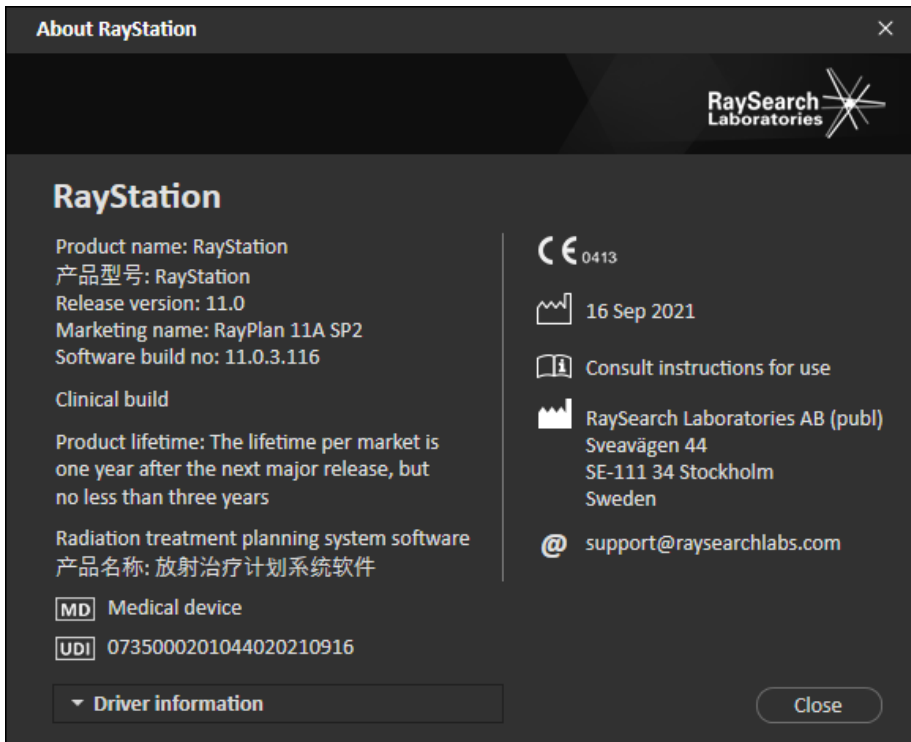 About RayStation
RaySearch
Laboratories
RayStation
Product name: RayStation
产品型号: RayStation
Release version: 11.0
Marketing name: RayPlan 11A SP2
Software build no: 11.0.3.116
Clinical build
Product lifetime: The lifetime per market is
one year after the next major release, but
no less than three years
Radiation treatment planning system software
产品名称: 放射治疗计划系统软件
MD Medical device
UDI 0735000201044020210916
Driver information
CE 0413
16 Sep 2021
Consult instructions for use
RaySearch Laboratories AB (publ)
Sveavägen 44
SE-111 34 Stockholm
Sweden
@ support@raysearchlabs.com
Close